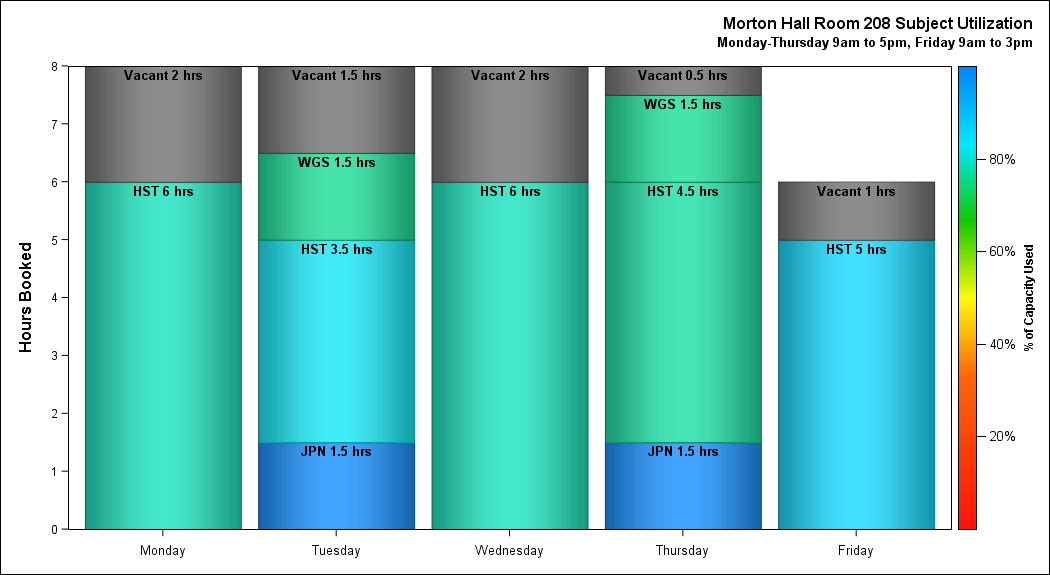 Morton Hall Room 208 Subject Utilization
Monday-Thursday 9am to 5pm, Friday 9am to 3pm
Hours Booked
8
7
6
5
4
3
2
1
0
Vacant 2 hrs
HST 6 hrs
Vacant 1.5 hrs
WGS 1.5 hrs
HST 3.5 hrs
JPN 1.5 hrs
Vacant 2 hrs
HST 6 hrs
Vacant 0.5 hrs
WGS 1.5 hrs
HST 4.5 hrs
JPN 1.5 hrs
Vacant 1 hrs
HST 5 hrs
Monday
Tuesday
Wednesday
Thursday
Friday
80%
60%
40%
20%
% of Capacity Used